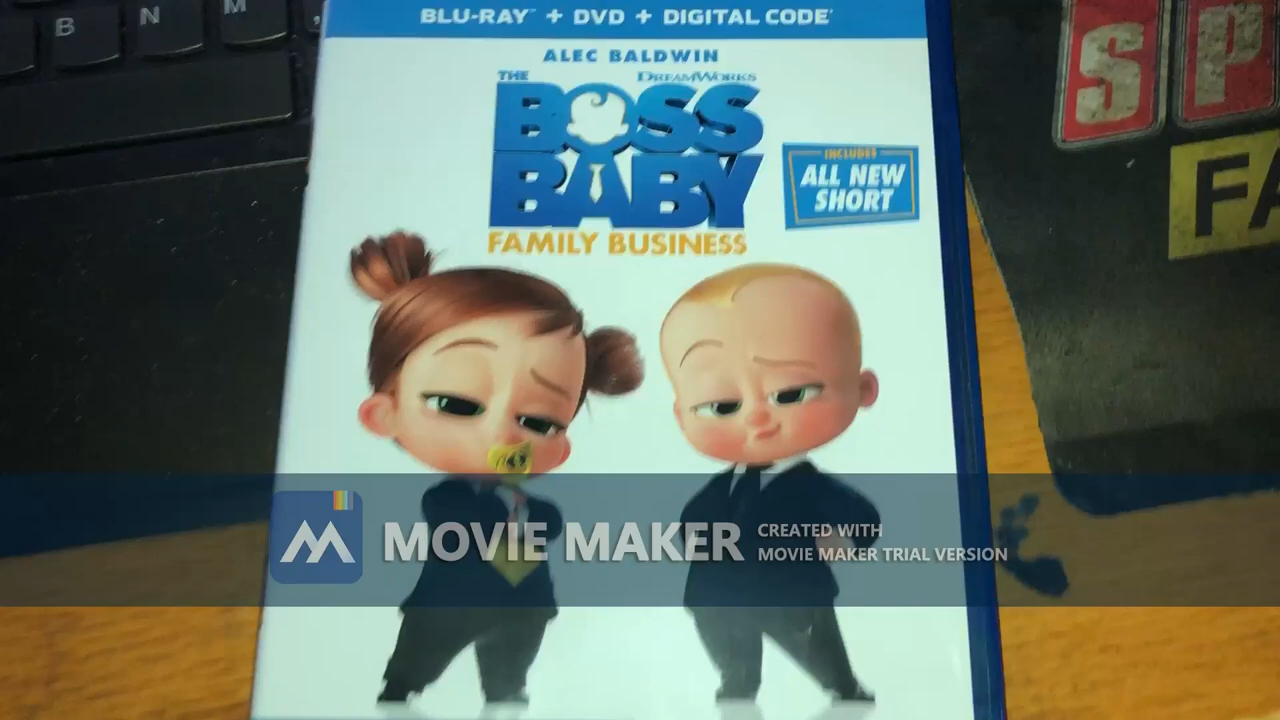 B
N
M
,
BLU-RAY™ + DVD + DIGITAL CODE*
ALEC BALDWIN
THE
DREAMWORKS
BOSS
BABY
FAMILY BUSINESS
INCLUDES
ALL NEW
SHORT
S P
FA
MOVIE MAKER
CREATED WITH
MOVIE MAKER TRIAL VERSION